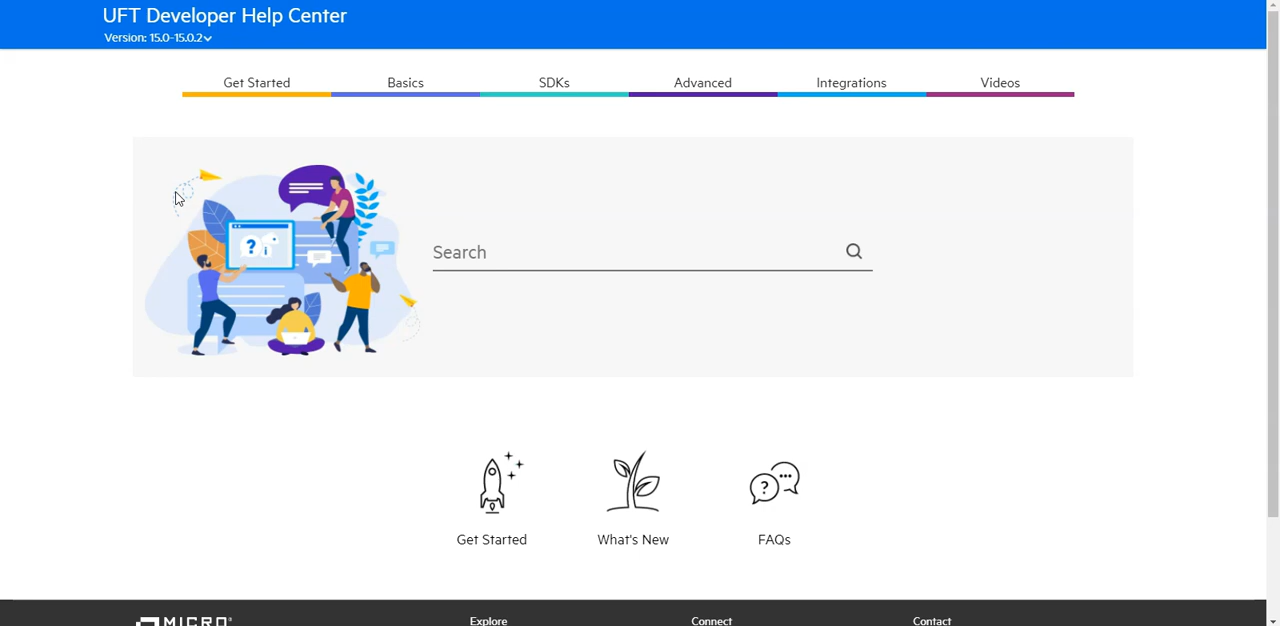 UFT Developer Help Center
Version: 15.0-15.0.2
Get Started Basics SDKs Advanced Integrations Videos
Search
Get Started What's New FAQs
MICRO Explore Connect Contact